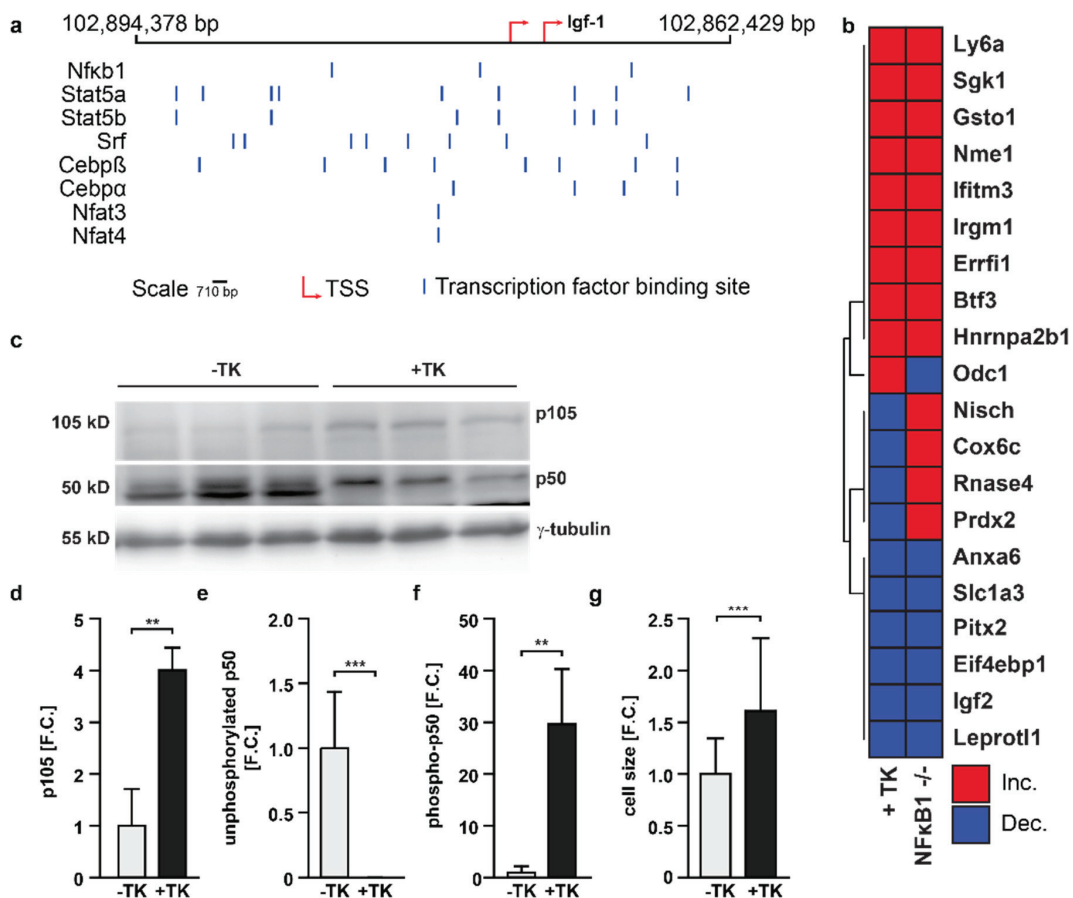 a
102,894,378 bp
Igf-1
102,862,429 bp
Nfκb1
Stat5a
Stat5b
Srf
Cebpß
Cebpα
Nfat3
Nfat4
Scale 710 bp
TSS
Transcription factor binding site
b
Ly6a
Sgk1
Gsto1
Nme1
Ifitm3
Irgm1
Errfi1
Btf3
Hnrnpa2b1
Odc1
Nisch
Cox6c
Rnase4
Prdx2
Anxa6
Slc1a3
Pitx2
Eif4ebp1
Igf2
Leprotl1
+ TK
NFκB1 -/-
Inc.
Dec.
c
-TK
+TK
105 kD
p105
50 kD
p50
55 kD
γ-tubulin
d
p105 [F.C.]
5
4
3
2
1
0
**
-TK +TK
e
unphosphorylated p50
[F.C.]
2.0
1.5
1.0
0.5
0.0
***
-TK +TK
f
phospho-p50 [F.C.]
50
40
30
20
10
0
**
-TK +TK
g
cell size [F.C.]
2.5
2.0
1.5
1.0
0.5
0.0
***
-TK +TK